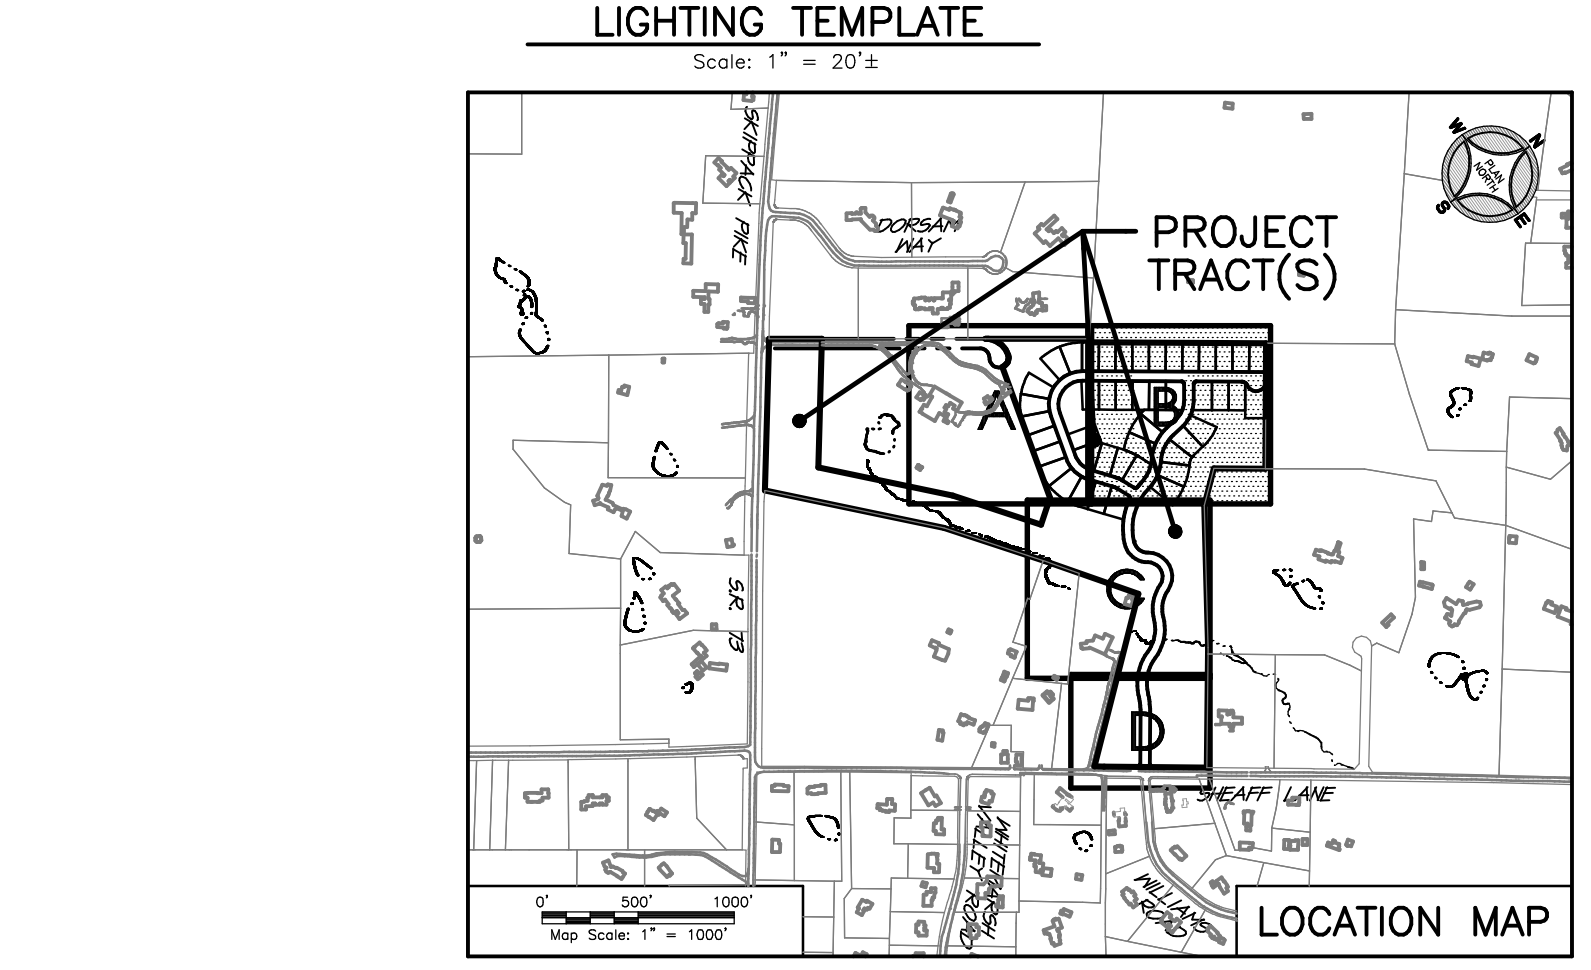 LIGHTING TEMPLATE
Scale: 1" = 20'±
SKIPPACK PIKE
W
N
PLAN
NORTH
S
E
DORSAM
WAY
PROJECT
TRACT(S)
A
B
C
D
S.R. 73
SHEAFF LANE
WHITEMARSH
VALLEY ROAD
WILLIAMS
ROAD
0' 500' 1000'
Map Scale: 1" = 1000'
LOCATION MAP